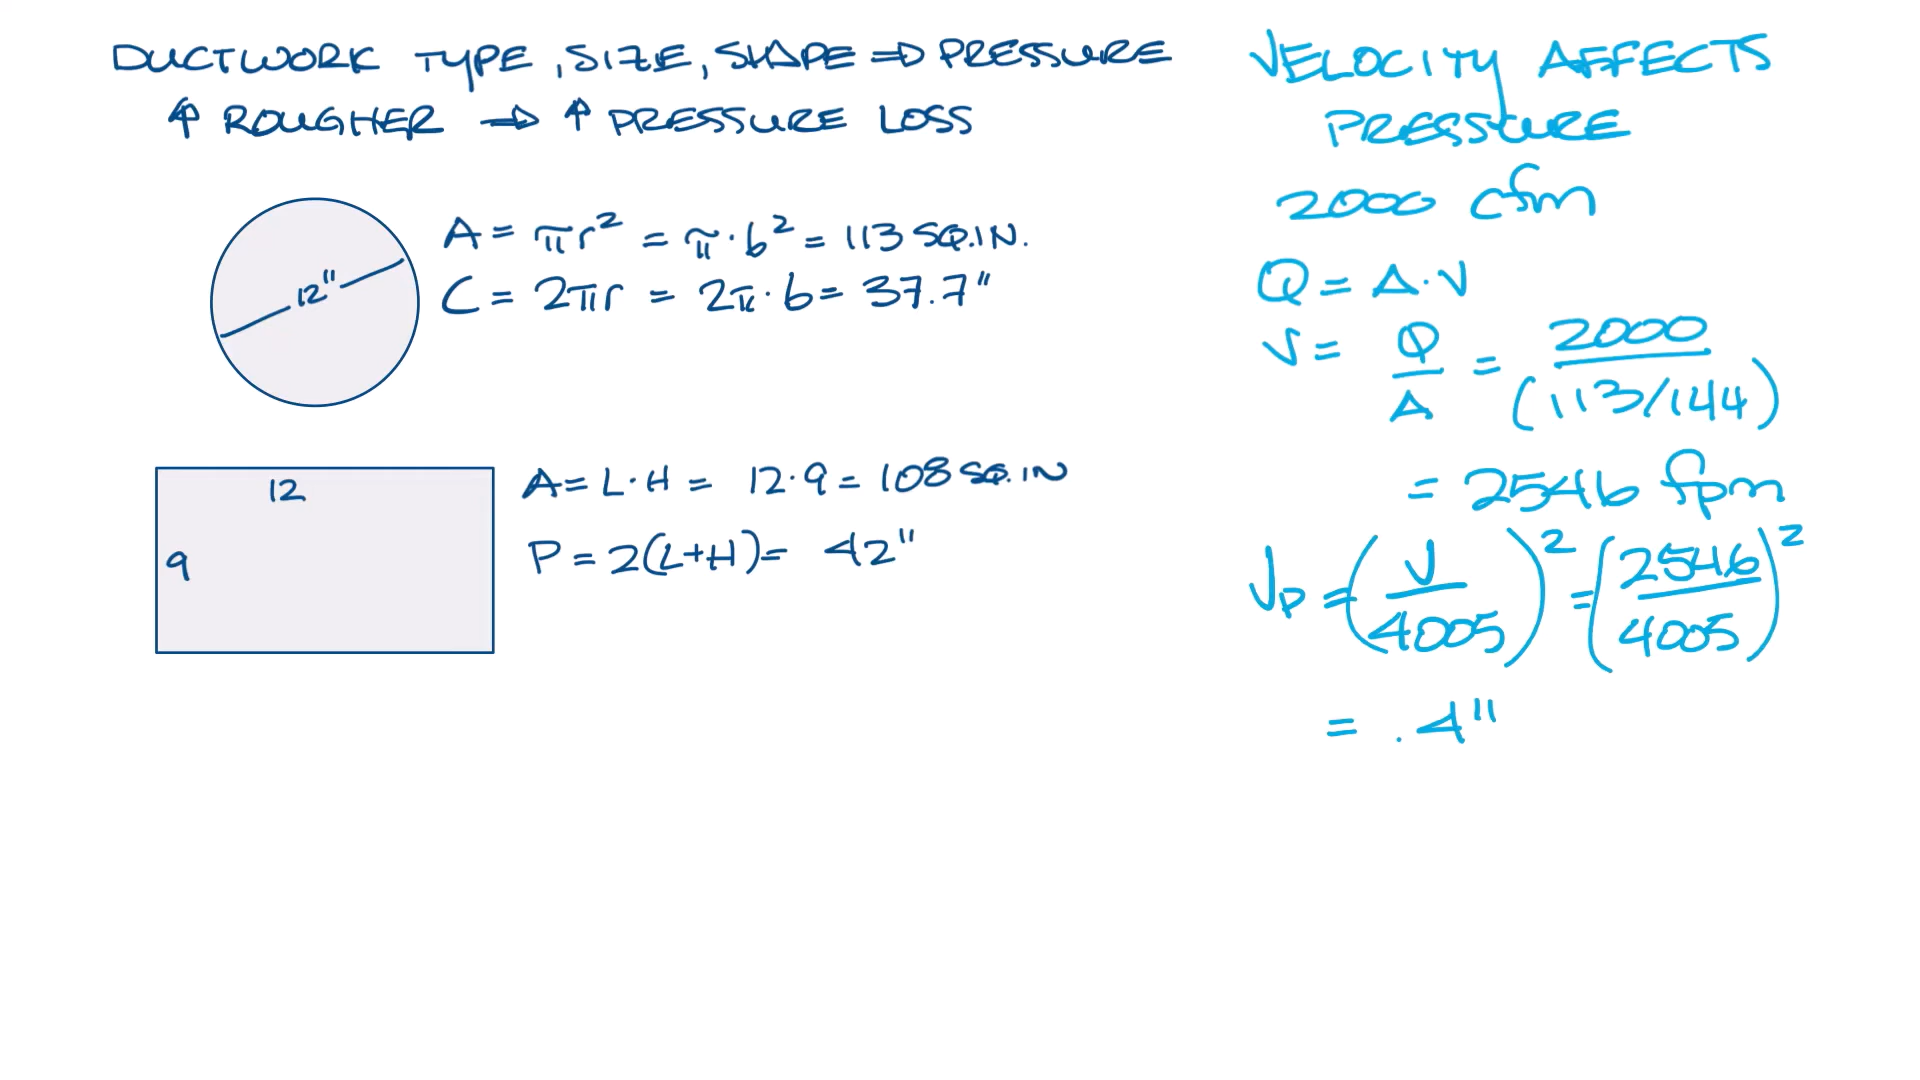 DUCTWORK TYPE, SIZE, SHAPE ⇒ PRESSURE
↑ ROUGHER → ↑ PRESSURE LOSS
12"
A = πr² = π·6² = 113 SQ.IN.
C = 2πr = 2π·6 = 37.7"
12
9
A = L·H = 12·9 = 108 SQ.IN
P = 2(L+H) = 42"
VELOCITY AFFECTS
PRESSURE
2000 cfm
Q = A·V
V = Q/A = 2000/(113/144)
= 2546 fpm
VP = (V/4005)² = (2546/4005)²
= .4"